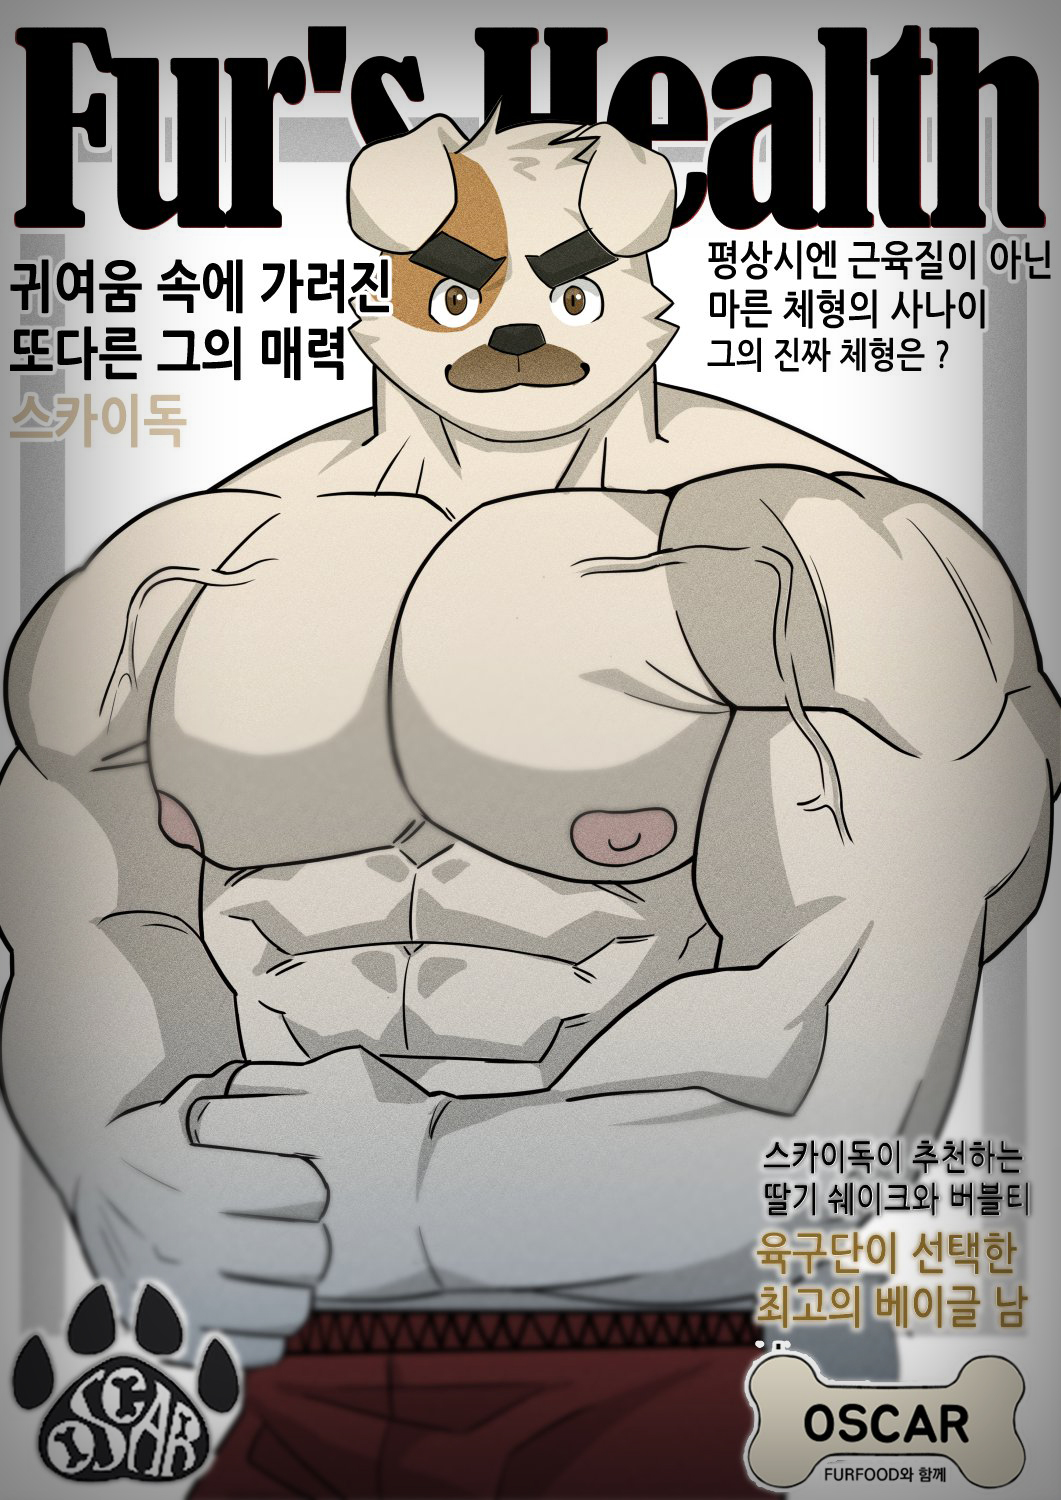 Fur's Health
귀여움 속에 가려진
또다른 그의 매력
스카이독
평상시엔 근육질이 아닌
마른 체형의 사나이
그의 진짜 체형은 ?
스카이독이 추천하는
딸기 쉐이크와 버블티
육구단이 선택한
최고의 베이글 남
OSCAR
OSCAR
FURFOOD와 함께